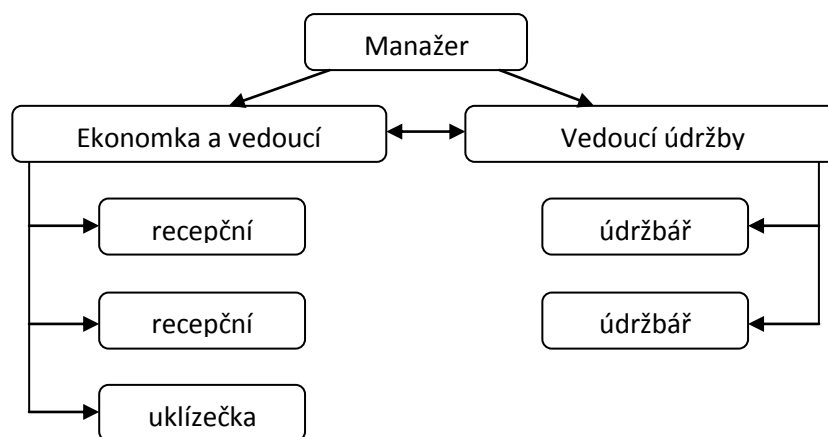 Manažer
Ekonomka a vedoucí
Vedoucí údržby
recepční
údržbář
recepční
údržbář
uklízečka